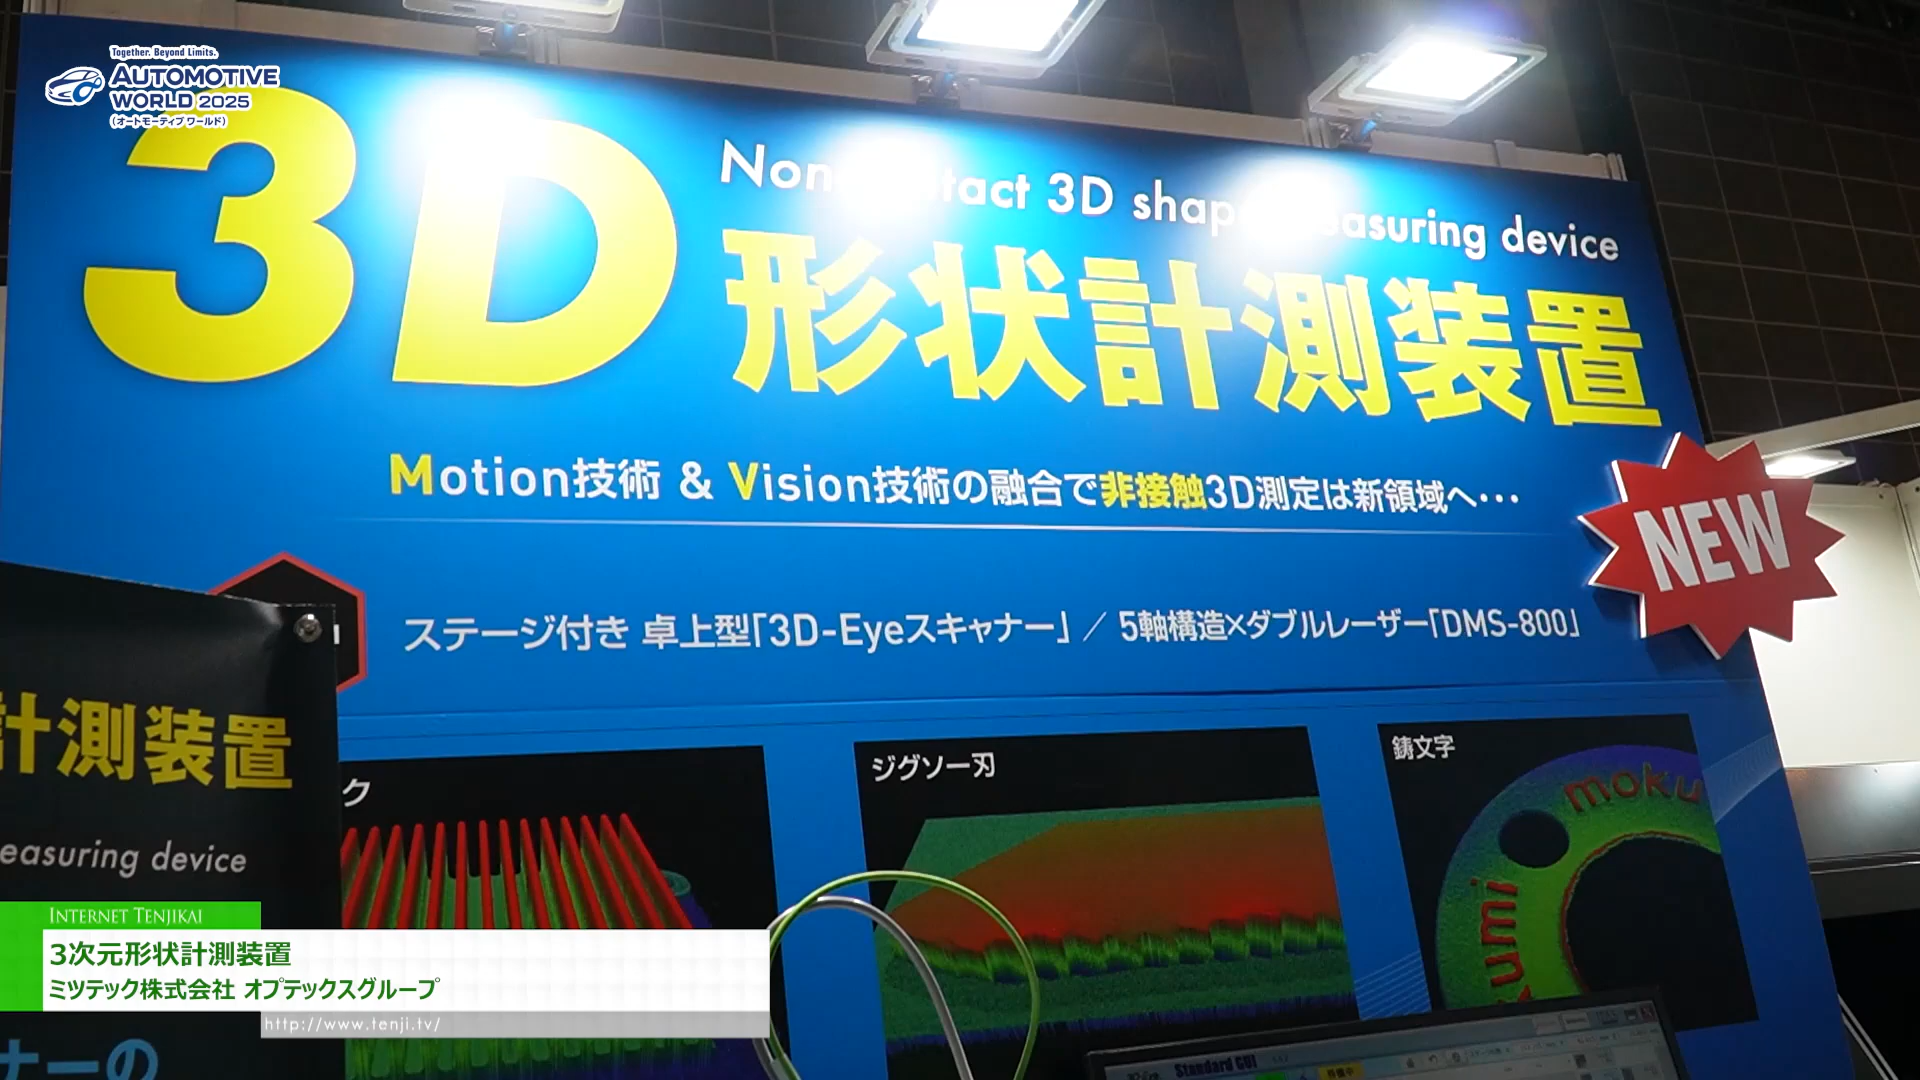 Together. Beyond Limits.
AUTOMOTIVE
WORLD 2025
(オートモーティブ ワールド)
3D
tact 3D device
形状計測装置
Motion技術 & Vision技術の融合で非接触3D測定は新領域へ・・・
NEW
ステージ付き 卓上型「3D-Eyeスキャナー」 / 5軸構造×ダブルレーザー「DMS-800」
計測装置
easuring device
ナーの
ク
ジグソー刃
鋳文字
moku
kumi
INTERNET TENJIKAI
3次元形状計測装置
ミツテック株式会社 オプテックスグループ
http://www.tenji.tv/
Standard GUI